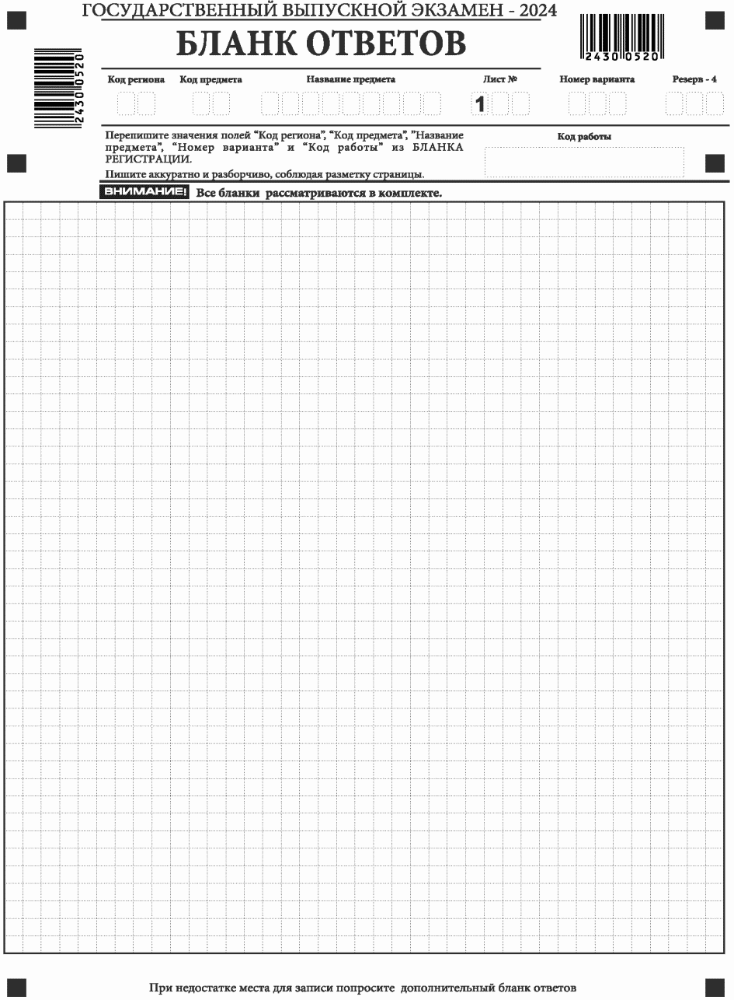 ГОСУДАРСТВЕННЫЙ ВЫПУСКНОЙ ЭКЗАМЕН - 2024
БЛАНК ОТВЕТОВ
2430 0520
2430 0520
Код региона Код предмета Название предмета Лист № Номер варианта Резерв - 4
1
Перепишите значения полей “Код региона”, “Код предмета”, ”Название
предмета”, “Номер варианта” и “Код работы” из БЛАНКА
РЕГИСТРАЦИИ.
Пишите аккуратно и разборчиво, соблюдая разметку страницы.
Код работы
ВНИМАНИЕ! Все бланки рассматриваются в комплекте.
При недостатке места для записи попросите дополнительный бланк ответов